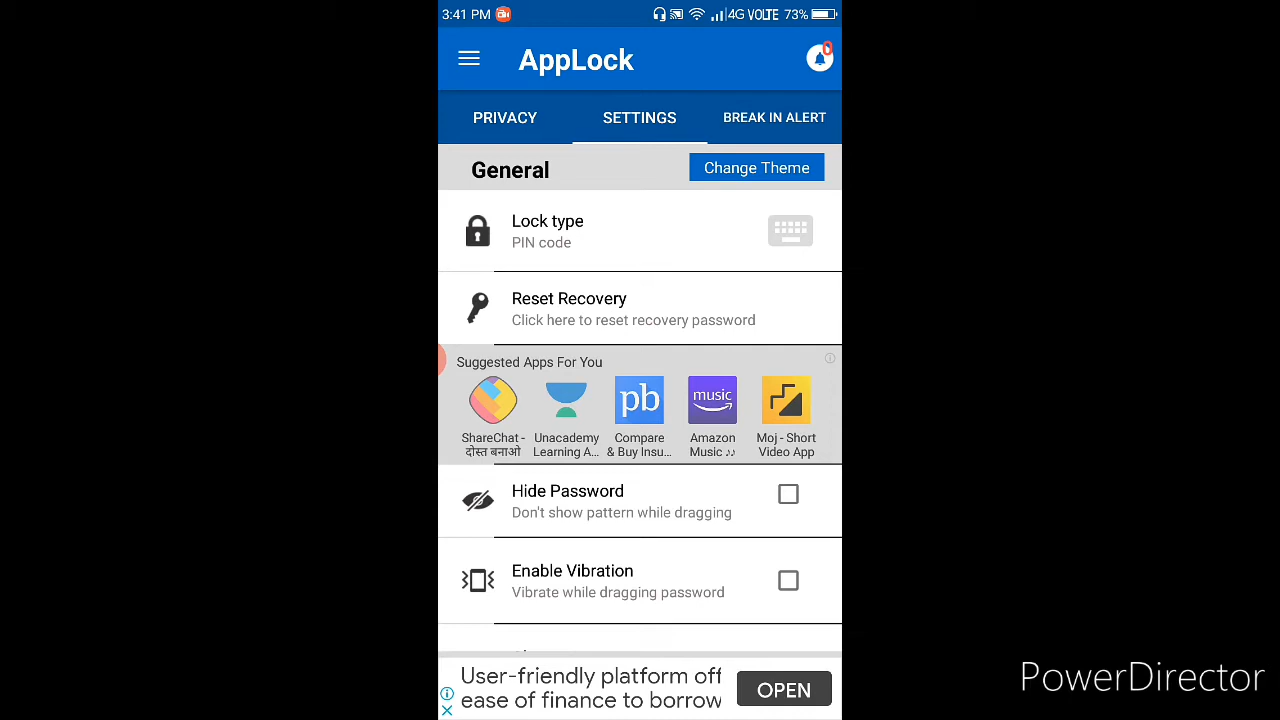 3:41 PM
4G VOLTE 73%
AppLock
0
PRIVACY
SETTINGS
BREAK IN ALERT
General
Change Theme
Lock type
PIN code
Reset Recovery
Click here to reset recovery password
Suggested Apps For You
pb
music
ShareChat -
दोस्त बनाओ
Unacademy
Learning A...
Compare
& Buy Insu...
Amazon
Music ♪♪
Moj - Short
Video App
Hide Password
Don't show pattern while dragging
Enable Vibration
Vibrate while dragging password
User-friendly platform off
ease of finance to borrow
OPEN
PowerDirector